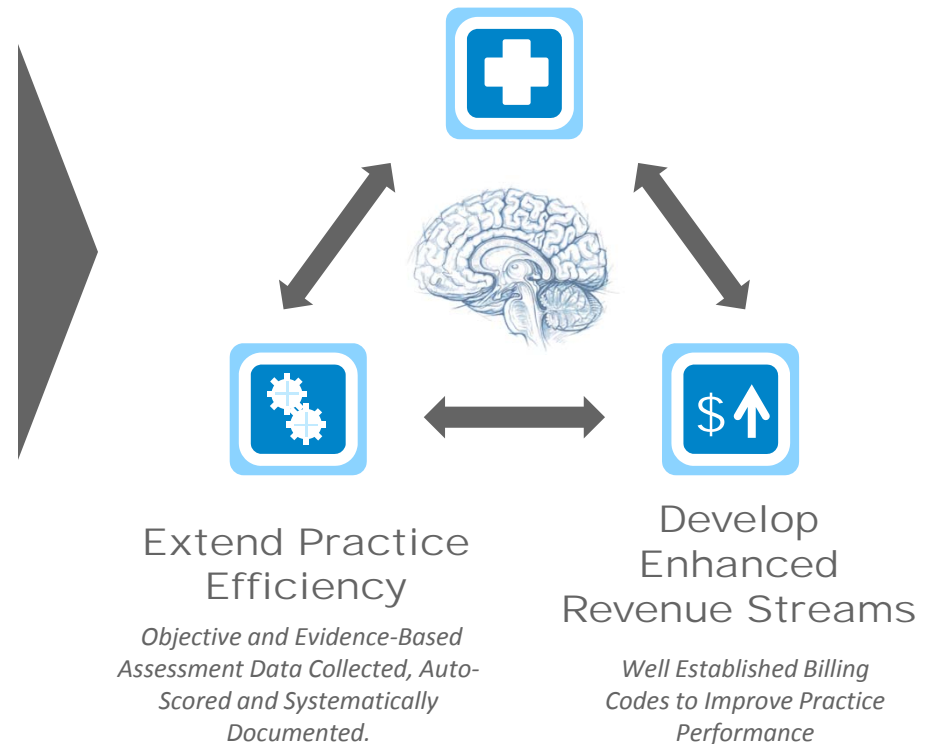 $
Extend Practice
Efficiency
Objective and Evidence-Based
Assessment Data Collected, Auto-
Scored and Systematically
Documented.
Develop
Enhanced
Revenue Streams
Well Established Billing
Codes to Improve Practice
Performance